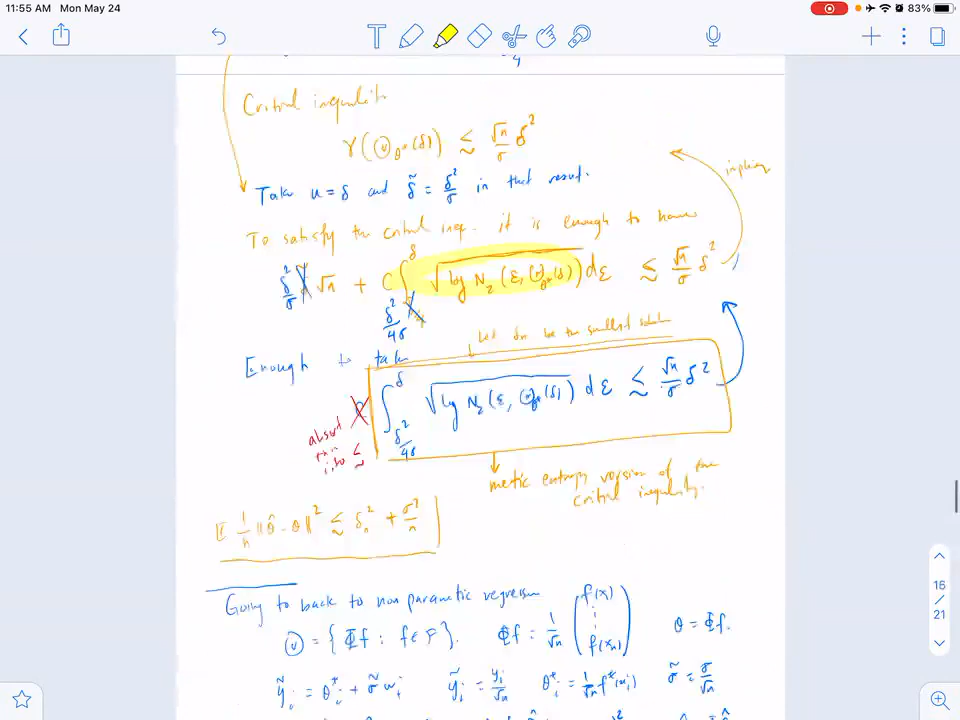 11:55 AM Mon May 24
83%
Critical inequality
γ(Θ_{θ*}(δ)) ≲ √n/σ δ²
Take u = δ and δ̃ = δ²/σ in that result.
implies
To satisfy the critical ineq. it is enough to have
δ²/σ √n + C ∫_{δ²/4σ}^{δ} √(log N₂(ε, Θ_{θ*}(δ))) dε ≲ √n/σ δ²
Let δn be the smallest solution
Enough to take
∫_{δ²/4σ}^{δ} √(log N₂(ε, Θ_{θ*}(δ))) dε ≲ √n/σ δ²
absorb
this
into ≲
metric entropy version of the
critical inequality.
E 1/n ‖θ̂ - θ‖² ≲ δn² + σ²/n
Going to back to non parametric regression
Θ = { Φf : f ∈ F }. Φf = 1/√n ( f(x₁) ⋮ f(xₙ) ) θ = Φf.
ỹᵢ = θ*ᵢ + σ̃ wᵢ ỹᵢ = yᵢ/√n θ*ᵢ = 1/√n f*(xᵢ) σ̃ = σ/√n
16
/
21